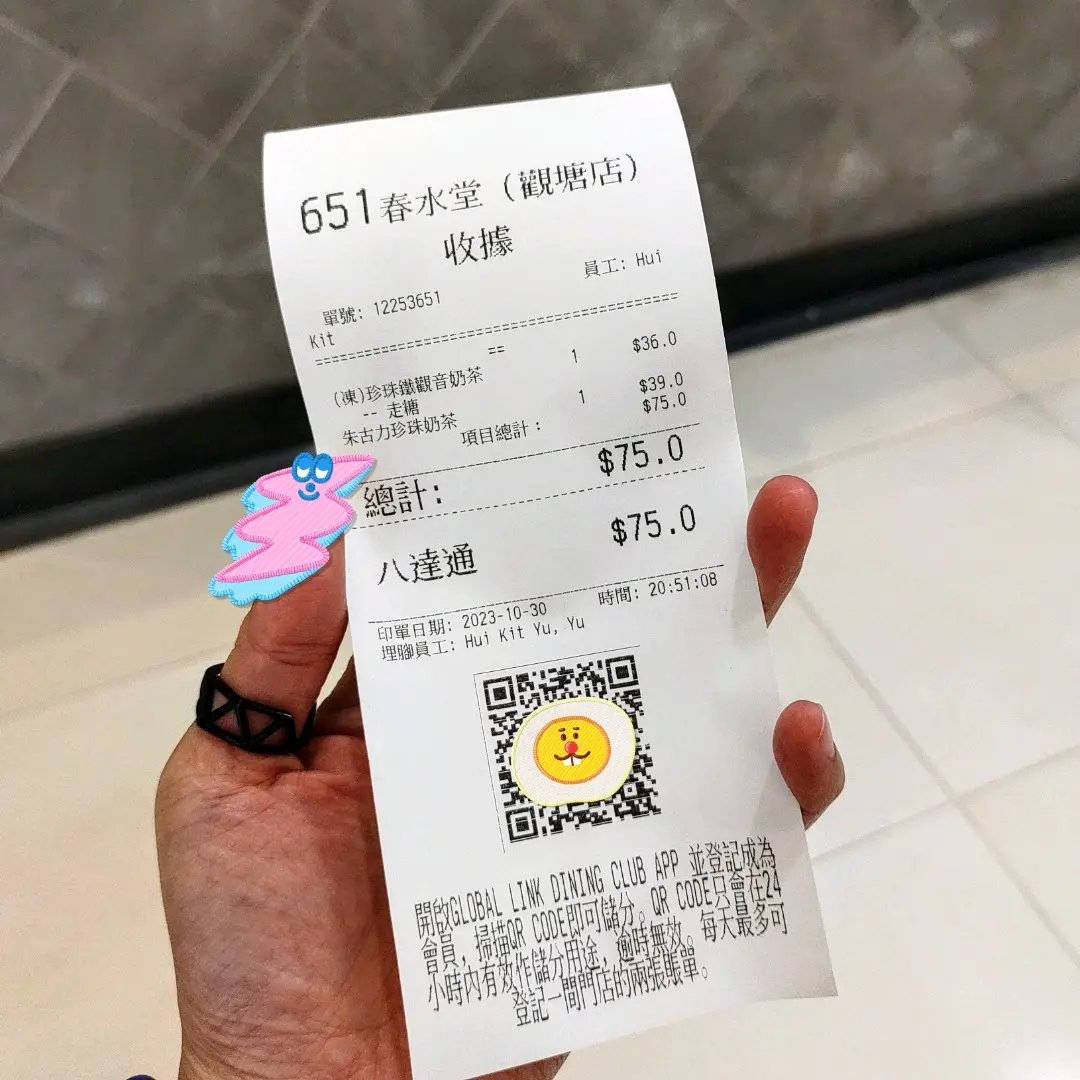 651春水堂 (觀塘店)
收據
單號: 12253651 員工: Hui
Kit
==================================================
==
(凍)珍珠鐵觀音奶茶 1 $36.0
-- 走糖
朱古力珍珠奶茶 1 $39.0
項目總計: $75.0
總計: $75.0
八達通 $75.0
印單日期: 2023-10-30 時間: 20:51:08
埋腳員工: Hui Kit Yu, Yu
開啟GLOBAL LINK DINING CLUB APP 並登記成為
會員, 掃描QR CODE即可儲分。QR CODE只會在24
小時內有效作儲分用途, 逾時無效。每天最多可
登記一間門店的兩張賬單。